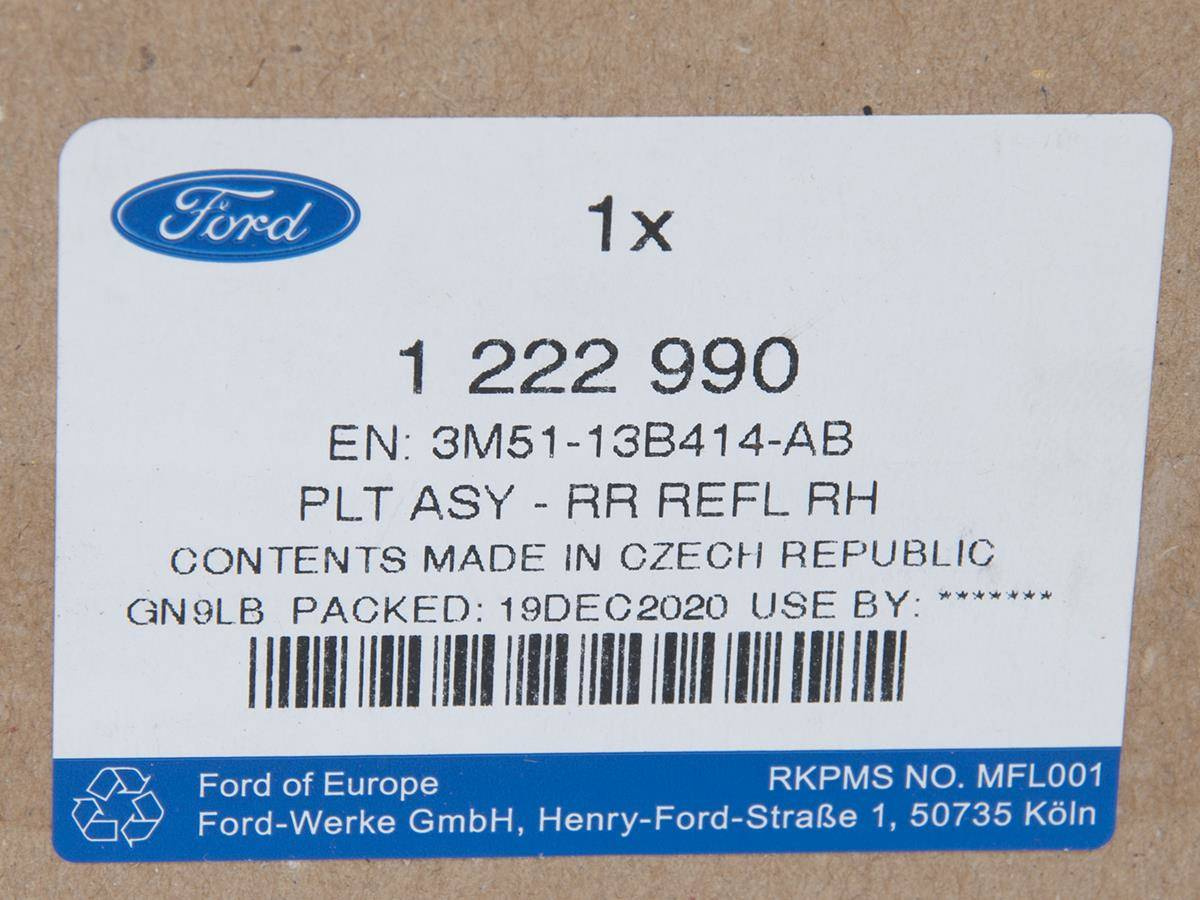 Ford
1x
1 222 990
EN: 3M51-13B414-AB
PLT ASY - RR REFL RH
CONTENTS MADE IN CZECH REPUBLIC
GN9LB PACKED: 19DEC2020 USE BY: *******
Ford of Europe
RKPMS NO. MFL001
Ford-Werke GmbH, Henry-Ford-Straße 1, 50735 Köln